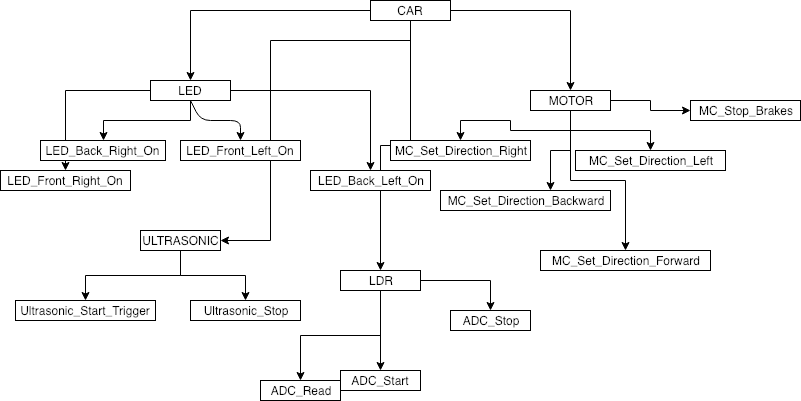 CAR
LED
MOTOR
MC_Stop_Brakes
LED_Back_Right_On
LED_Front_Left_On
MC_Set_Direction_Right
MC_Set_Direction_Left
LED_Front_Right_On
LED_Back_Left_On
MC_Set_Direction_Backward
ULTRASONIC
MC_Set_Direction_Forward
LDR
Ultrasonic_Start_Trigger
Ultrasonic_Stop
ADC_Stop
ADC_Start
ADC_Read